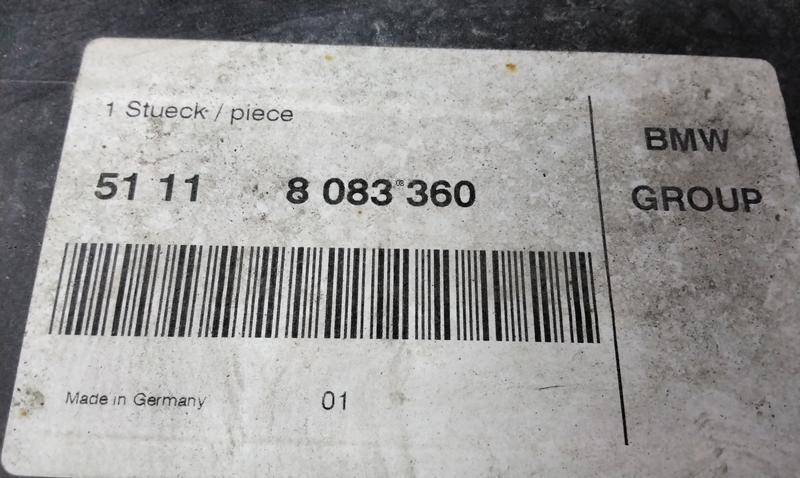 1 Stueck / piece
51 11 8 083 360
BMW
GROUP
Made in Germany 01